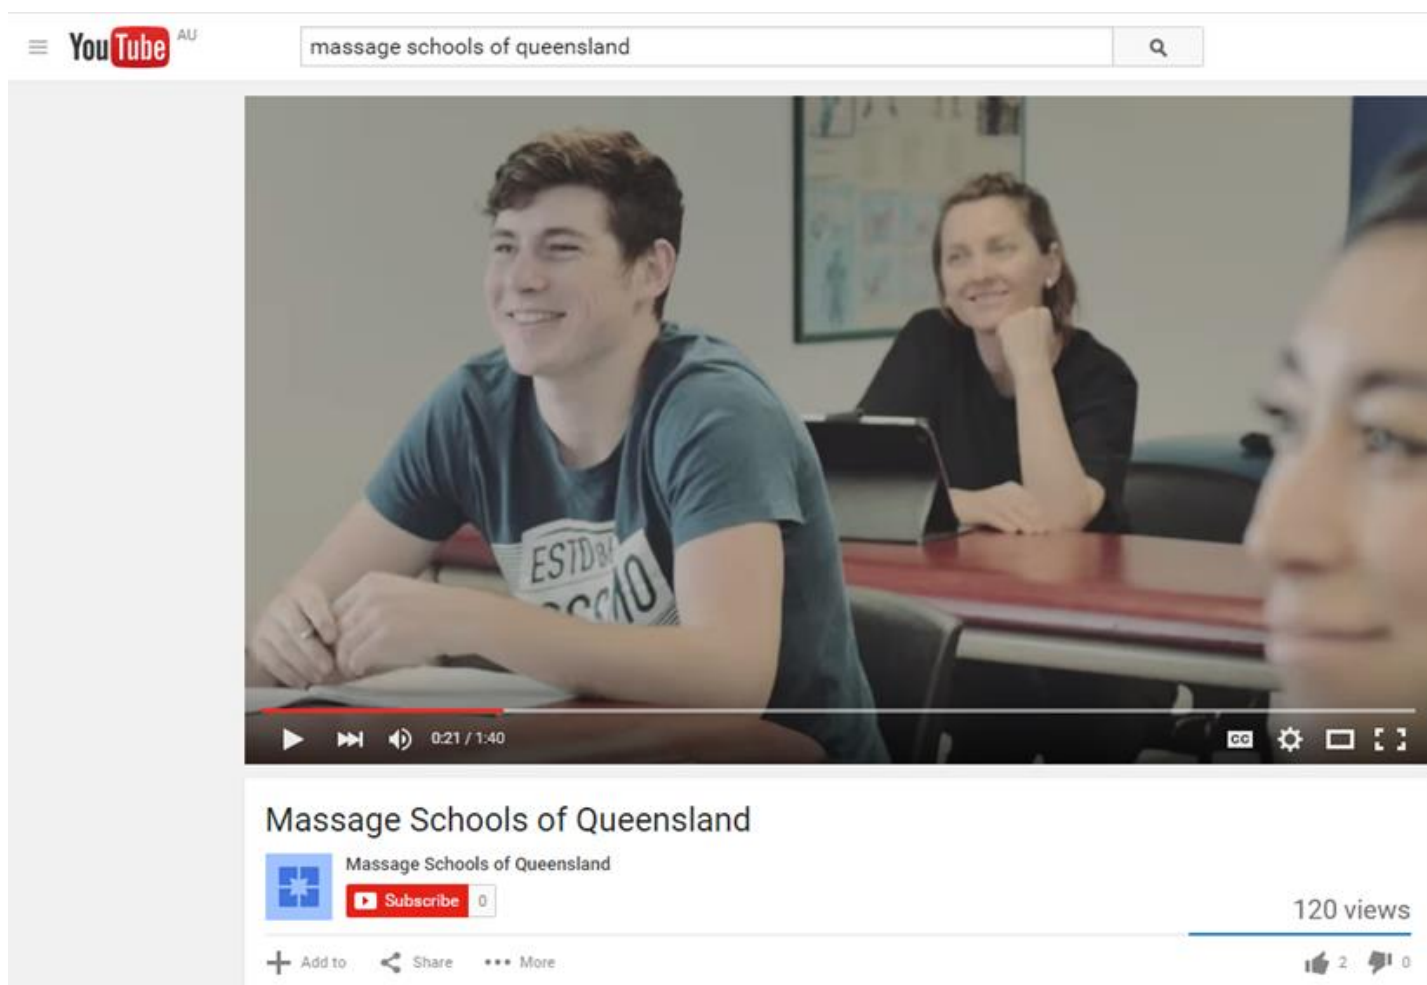 YouTube AU
massage schools of queensland
ESTD
0:21 / 1:40
CC
Massage Schools of Queensland
Massage Schools of Queensland
Subscribe 0
120 views
Add to Share More
2 0